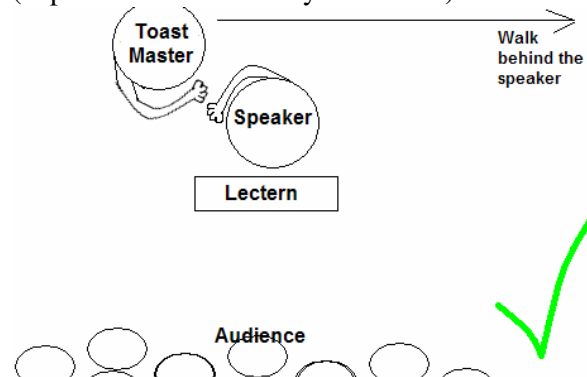 Toast
Master
Walk
behind the
speaker
Speaker
Lectern
Audience